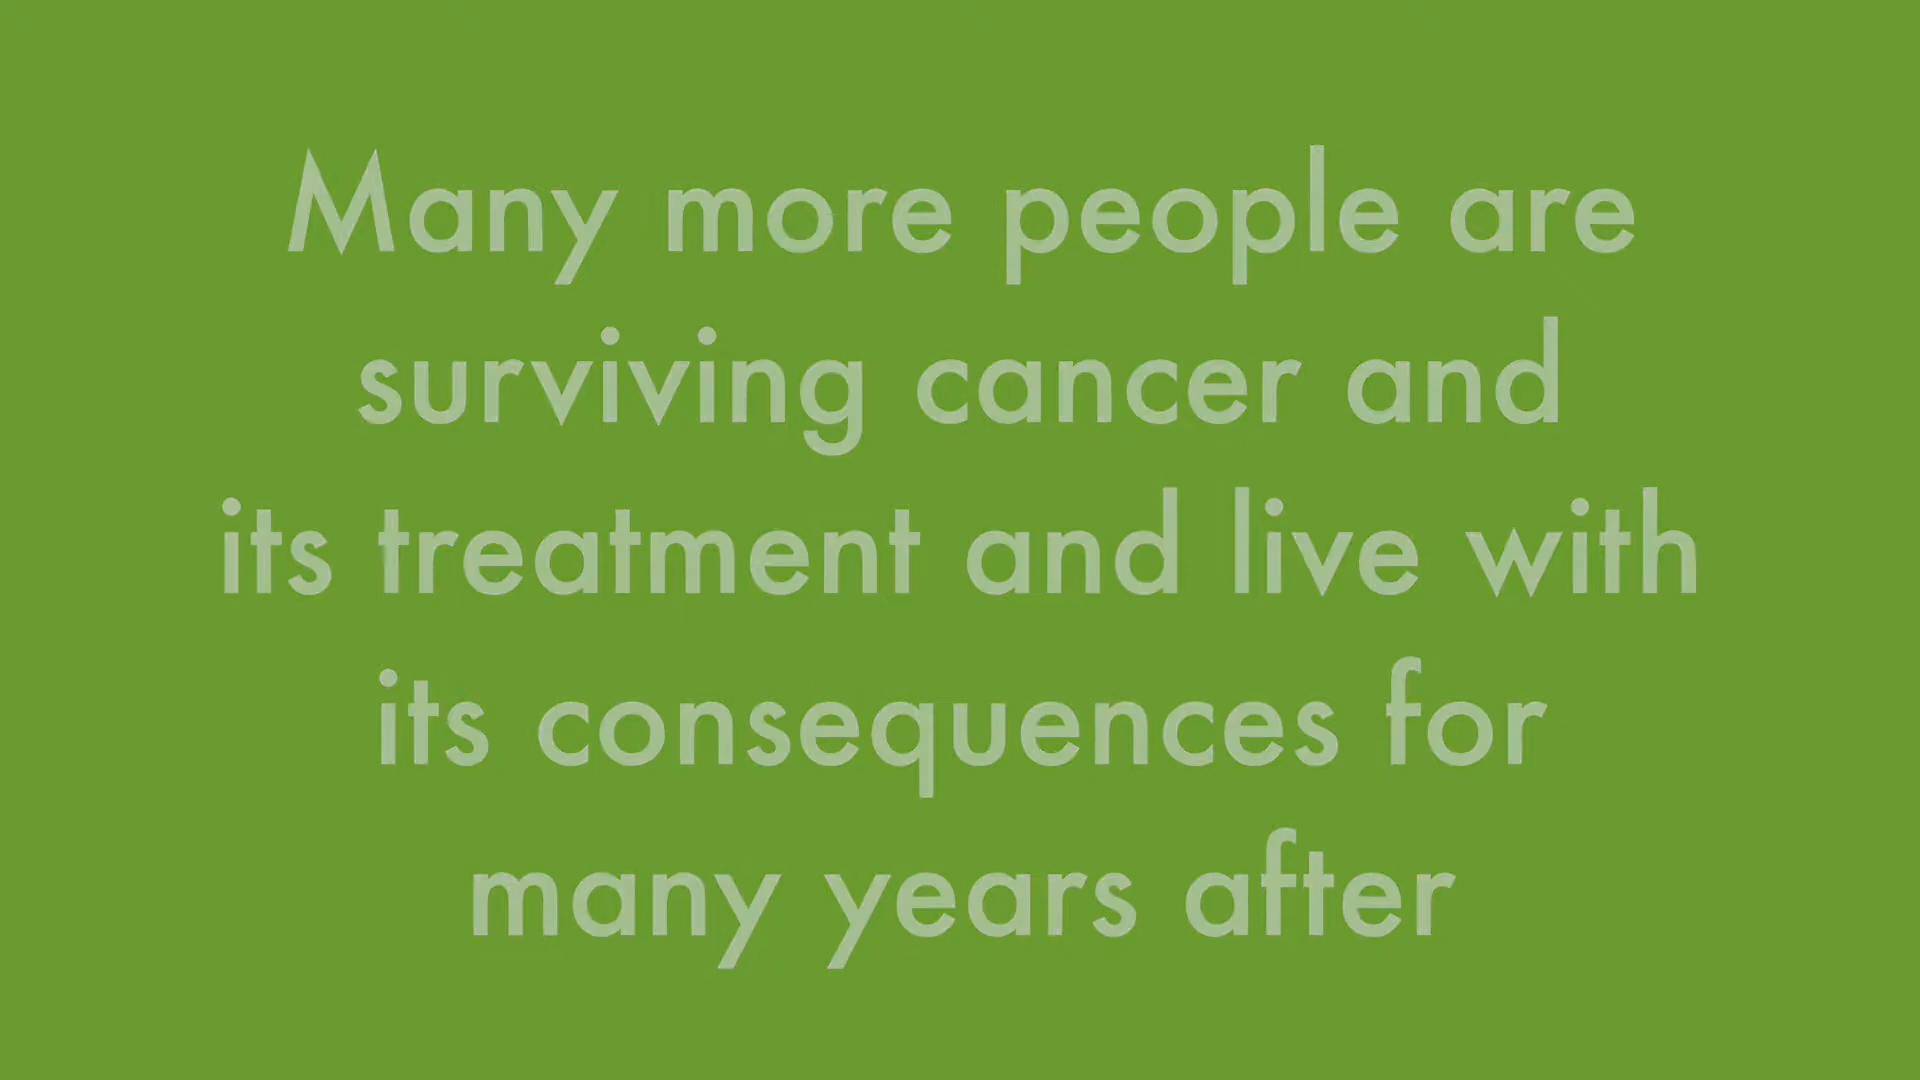 Many more people are
surviving cancer and
its treatment and live with
its consequences for
many years after